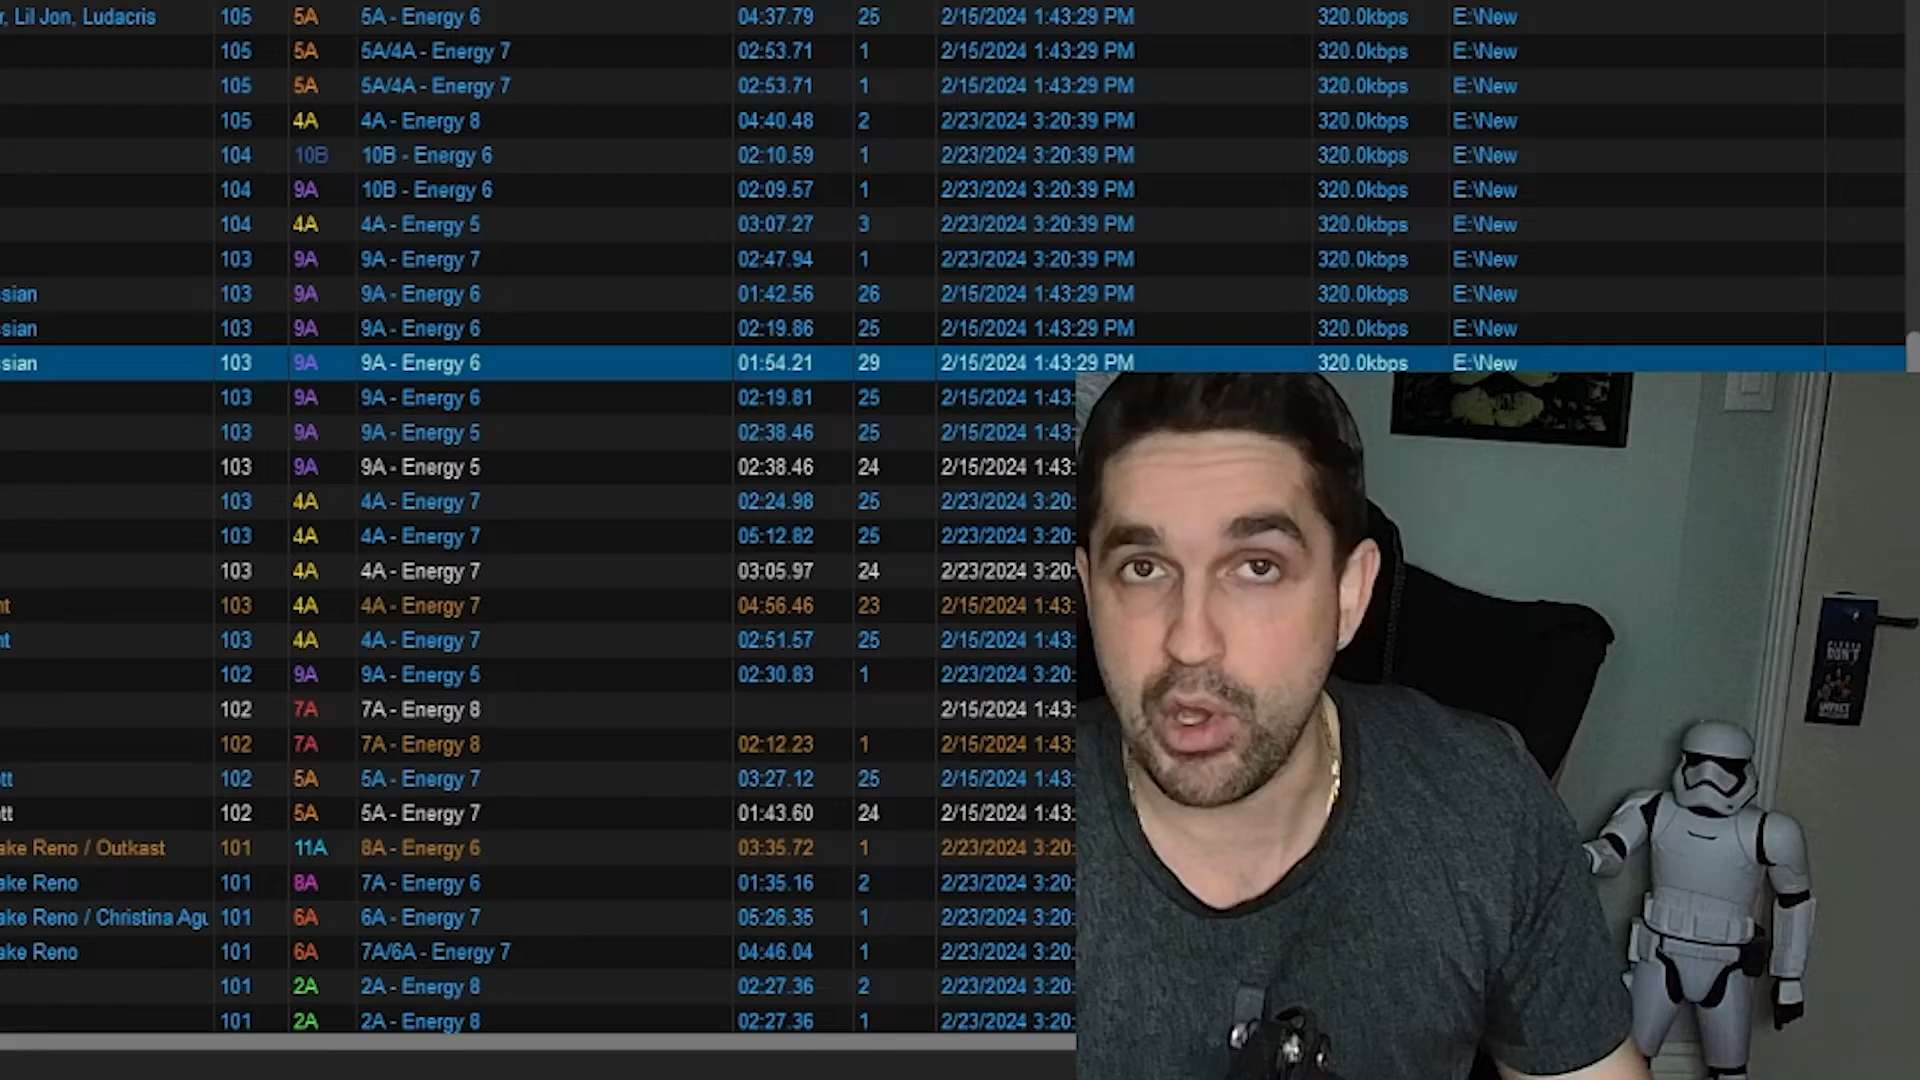 r, Lil Jon, Ludacris 105 5A 5A - Energy 6 04:37.79 25 2/15/2024 1:43:29 PM 320.0kbps E:\New
105 5A 5A/4A - Energy 7 02:53.71 1 2/15/2024 1:43:29 PM 320.0kbps E:\New
105 5A 5A/4A - Energy 7 02:53.71 1 2/15/2024 1:43:29 PM 320.0kbps E:\New
105 4A 4A - Energy 8 04:40.48 2 2/23/2024 3:20:39 PM 320.0kbps E:\New
104 10B 10B - Energy 6 02:10.59 1 2/23/2024 3:20:39 PM 320.0kbps E:\New
104 9A 10B - Energy 6 02:09.57 1 2/23/2024 3:20:39 PM 320.0kbps E:\New
104 4A 4A - Energy 5 03:07.27 3 2/23/2024 3:20:39 PM 320.0kbps E:\New
103 9A 9A - Energy 7 02:47.94 1 2/23/2024 3:20:39 PM 320.0kbps E:\New
sian 103 9A 9A - Energy 6 01:42.56 26 2/15/2024 1:43:29 PM 320.0kbps E:\New
sian 103 9A 9A - Energy 6 02:19.86 25 2/15/2024 1:43:29 PM 320.0kbps E:\New
sian 103 9A 9A - Energy 6 01:54.21 29 2/15/2024 1:43:29 PM 320.0kbps E:\New
103 9A 9A - Energy 6 02:19.81 25 2/15/2024 1:43:
103 9A 9A - Energy 5 02:38.46 25 2/15/2024 1:43:
103 9A 9A - Energy 5 02:38.46 24 2/15/2024 1:43:
103 4A 4A - Energy 7 02:24.98 25 2/23/2024 3:20:
103 4A 4A - Energy 7 05:12.82 25 2/23/2024 3:20:
103 4A 4A - Energy 7 03:05.97 24 2/23/2024 3:20:
nt 103 4A 4A - Energy 7 04:56.46 23 2/15/2024 1:43:
nt 103 4A 4A - Energy 7 02:51.57 25 2/15/2024 1:43:
102 9A 9A - Energy 5 02:30.83 1 2/23/2024 3:20:
102 7A 7A - Energy 8 2/15/2024 1:43:
102 7A 7A - Energy 8 02:12.23 1 2/15/2024 1:43:
tt 102 5A 5A - Energy 7 03:27.12 25 2/15/2024 1:43:
tt 102 5A 5A - Energy 7 01:43.60 24 2/15/2024 1:43:
ake Reno / Outkast 101 11A 8A - Energy 6 03:35.72 1 2/23/2024 3:20:
ake Reno 101 8A 7A - Energy 6 01:35.16 2 2/23/2024 3:20:
ake Reno / Christina Agu 101 6A 6A - Energy 7 05:26.35 1 2/23/2024 3:20:
ake Reno 101 6A 7A/6A - Energy 7 04:46.04 1 2/23/2024 3:20:
101 2A 2A - Energy 8 02:27.36 2 2/23/2024 3:20:
101 2A 2A - Energy 8 02:27.36 1 2/23/2024 3:20:
DON'T